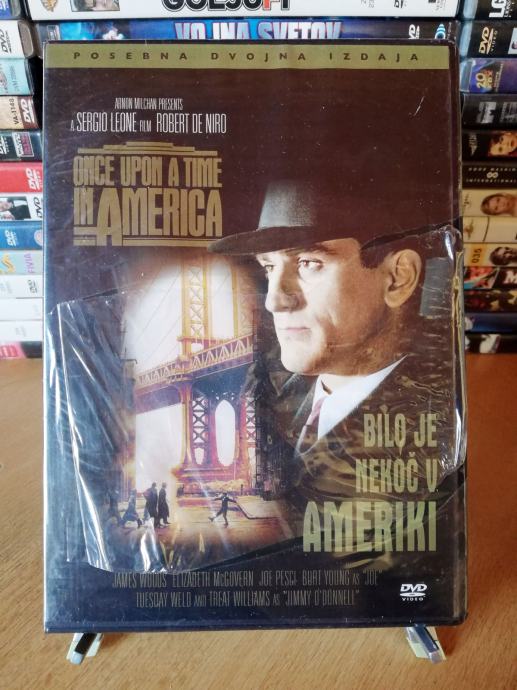 VOJNA SVETOV
POSEBNA DVOJNA IZDAJA
ARNON MILCHAN PRESENTS
A SERGIO LEONE FILM ROBERT DE NIRO
ONCE UPON A TIME
IN AMERICA
BILO JE
NEKOČ V
AMERIKI
JAMES WOODS ELIZABETH McGOVERN JOE PESCI BURT YOUNG AS "JOE"
TUESDAY WELD AND TREAT WILLIAMS AS "JIMMY O'DONNELL"
DVD
VIDEO